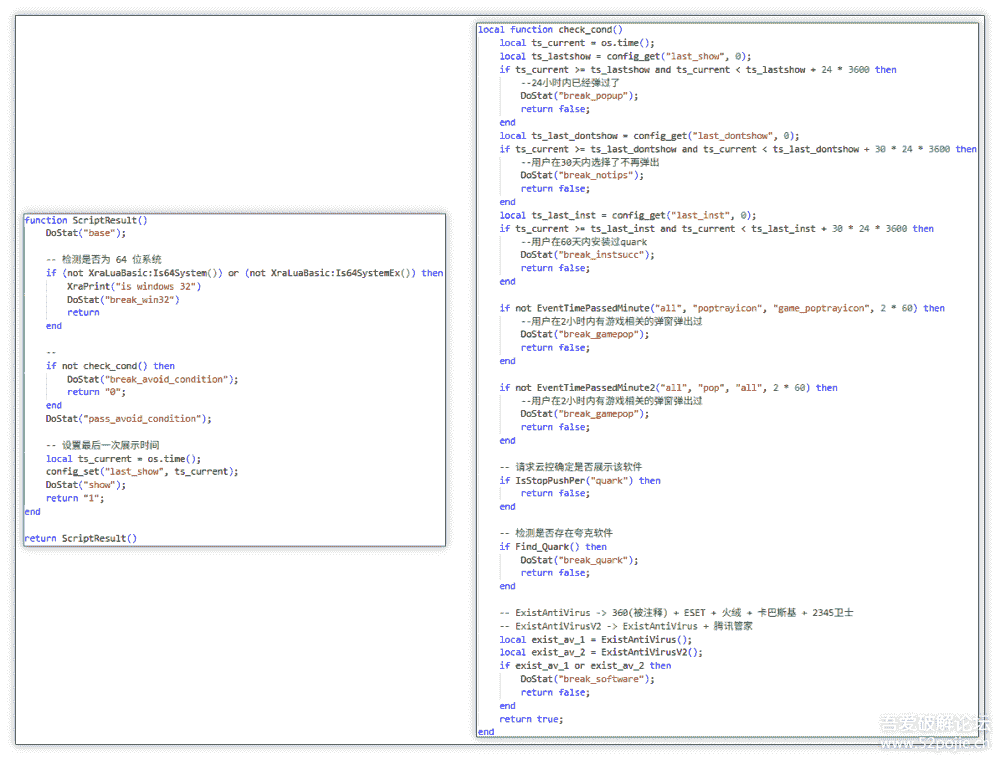 function ScriptResult()
DoStat("base");
-- 检测是否为 64 位系统
if (not XraLuaBasic:Is64System()) or (not XraLuaBasic:Is64SystemEx()) then
XraPrint("is windows 32")
DoStat("break_win32")
return
end
--
if not check_cond() then
DoStat("break_avoid_condition");
return "0";
end
DoStat("pass_avoid_condition");
-- 设置最后一次展示时间
local ts_current = os.time();
config_set("last_show", ts_current);
DoStat("show");
return "1";
end
return ScriptResult()
local function check_cond()
local ts_current = os.time();
local ts_lastshow = config_get("last_show", 0);
if ts_current >= ts_lastshow and ts_current < ts_lastshow + 24 * 3600 then
--24小时内已经弹过了
DoStat("break_popup");
return false;
end
local ts_last_dontshow = config_get("last_dontshow", 0);
if ts_current >= ts_last_dontshow and ts_current < ts_last_dontshow + 30 * 24 * 3600 then
--用户在30天内选择了不再弹出
DoStat("break_notips");
return false;
end
local ts_last_inst = config_get("last_inst", 0);
if ts_current >= ts_last_inst and ts_current < ts_last_inst + 30 * 24 * 3600 then
--用户在60天内安装过quark
DoStat("break_instsucc");
return false;
end
if not EventTimePassedMinute("all", "poptrayicon", "game_poptrayicon", 2 * 60) then
--用户在2小时内有游戏相关的弹窗弹出过
DoStat("break_gamepop");
return false;
end
if not EventTimePassedMinute2("all", "pop", "all", 2 * 60) then
--用户在2小时内有游戏相关的弹窗弹出过
DoStat("break_gamepop");
return false;
end
-- 请求云控确定是否展示该软件
if IsStopPushPer("quark") then
return false;
end
-- 检测是否存在夸克软件
if Find_Quark() then
DoStat("break_quark");
return false;
end
-- ExistAntiVirus -> 360(被注释) + ESET + 火绒 + 卡巴斯基 + 2345卫士
-- ExistAntiVirusV2 -> ExistAntiVirus + 腾讯管家
local exist_av_1 = ExistAntiVirus();
local exist_av_2 = ExistAntiVirusV2();
if exist_av_1 or exist_av_2 then
DoStat("break_software");
return false;
end
return true;
end
吾爱破解论坛
www.52pojie.cn